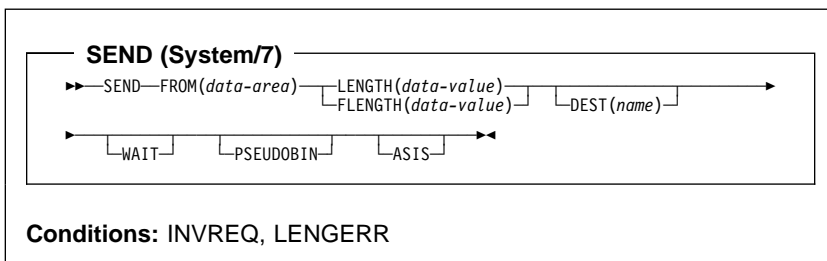 SEND (System/7)
SEND FROM(data-area) LENGTH(data-value)
FLENGTH(data-value) DEST(name)
WAIT PSEUDOBIN ASIS
Conditions: INVREQ, LENGERR